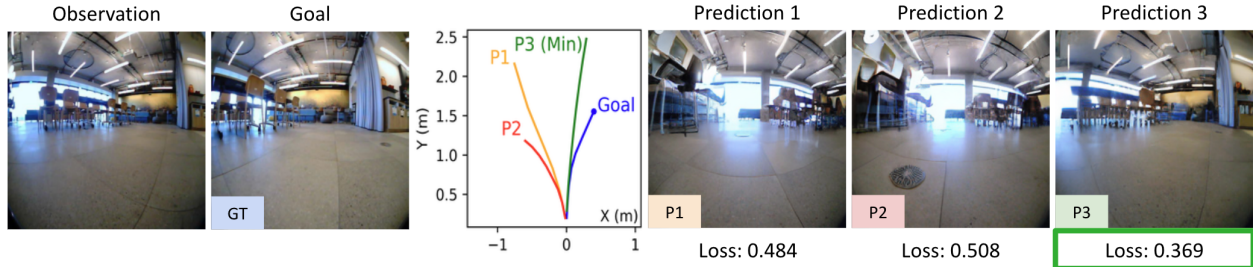 Observation
Goal
GT
2.5
2.0
1.5
1.0
0.5
Y (m)
−1
0
1
X (m)
P1
P2
P3 (Min)
Goal
Prediction 1
P1
Loss: 0.484
Prediction 2
P2
Loss: 0.508
Prediction 3
P3
Loss: 0.369